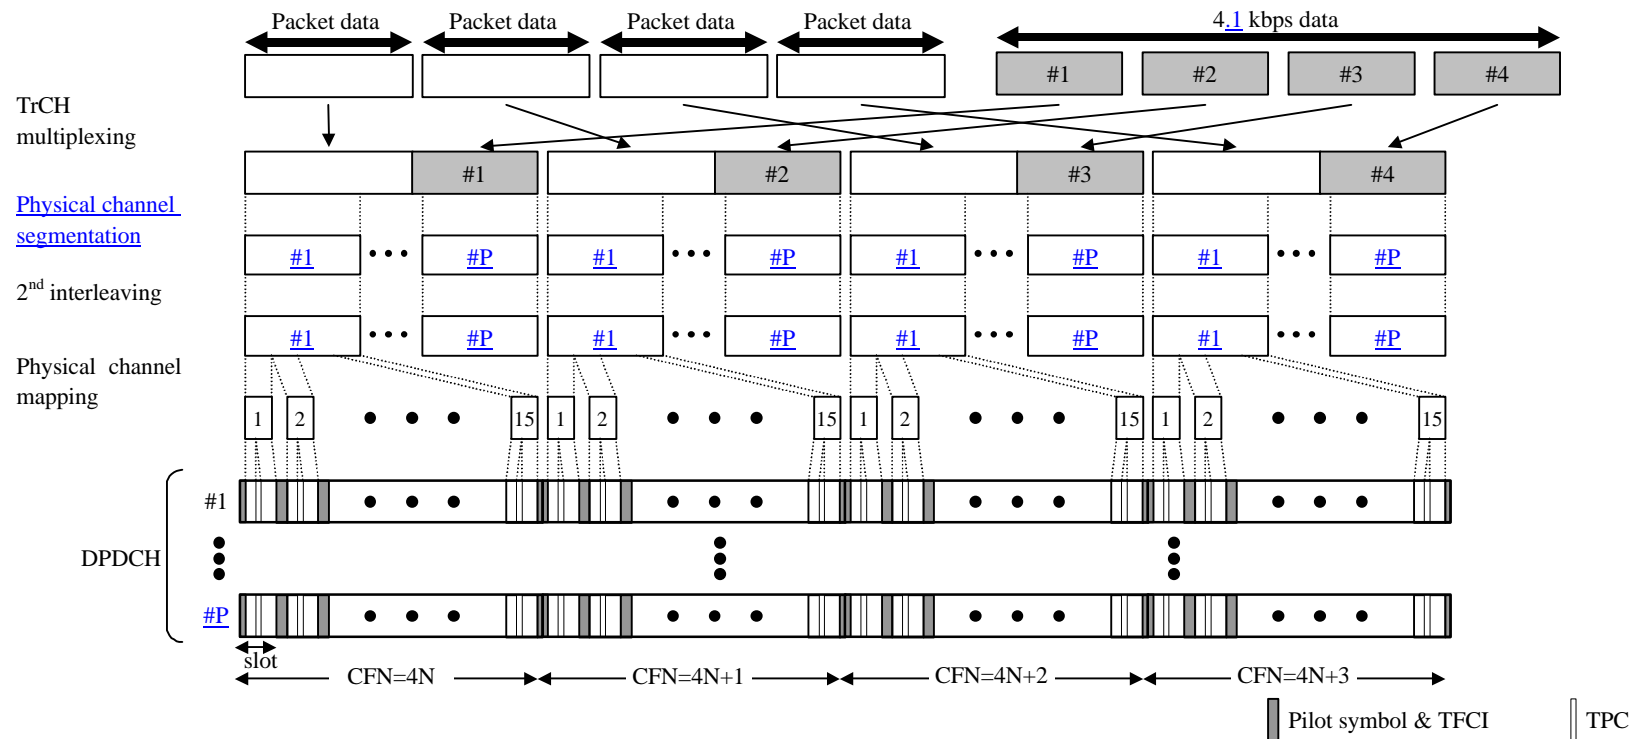 Packet data Packet data Packet data Packet data 4.1 kbps data
#1 #2 #3 #4
TrCH
multiplexing
#1 #2 #3 #4
Physical channel
segmentation
#1 #P #1 #P #1 #P #1 #P
2nd interleaving
#1 #P #1 #P #1 #P #1 #P
Physical channel
mapping
1 2 15 1 2 15 1 2 15 1 2 15
#1
DPDCH
#P
slot
CFN=4N CFN=4N+1 CFN=4N+2 CFN=4N+3
Pilot symbol & TFCI TPC